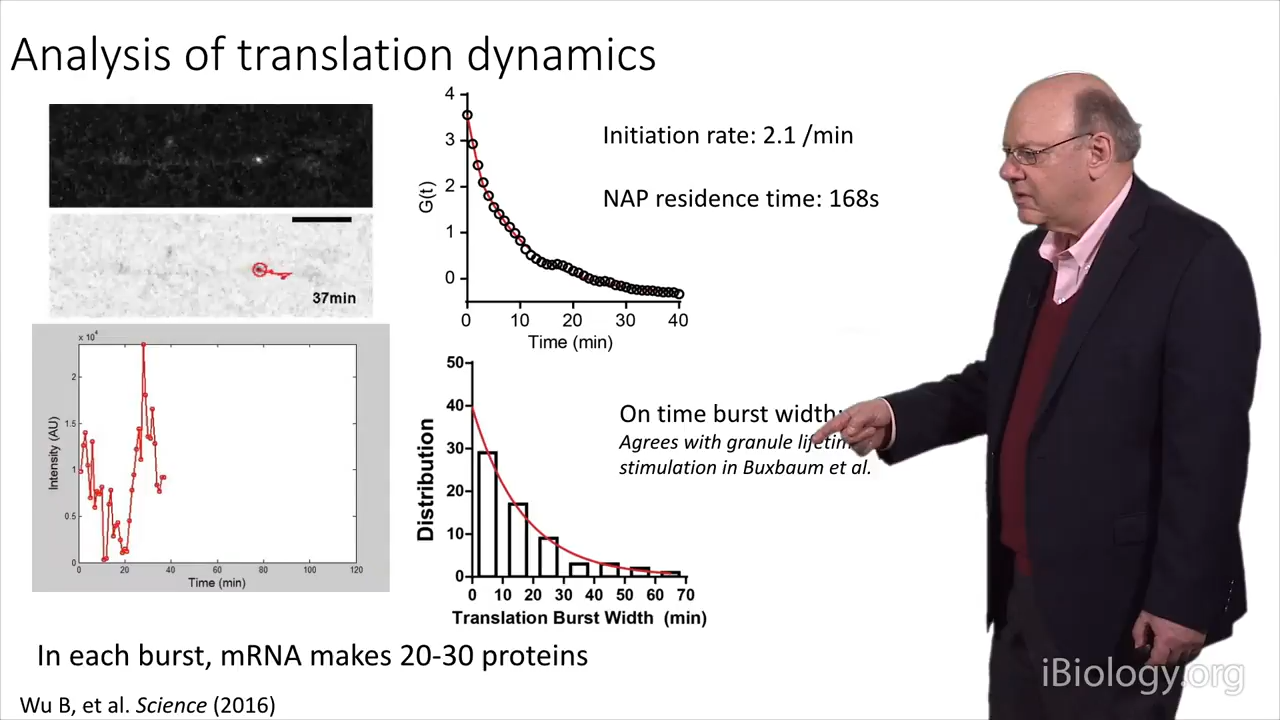 Analysis of translation dynamics
37min
x 10⁴
2
1.5
1
0.5
0
0 20 40 60 80 100 120
Intensity (AU)
Time (min)
4
3
2
1
0
G(t)
0 10 20 30 40
Time (min)
Initiation rate: 2.1 /min
NAP residence time: 168s
50
40
30
20
10
0
Distribution
0 10 20 30 40 50 60 70
Translation Burst Width (min)
On time burst width:
Agrees with granule
stimulation in Buxbaum et al.
In each burst, mRNA makes 20-30 proteins
Wu B, et al. Science (2016)
iBiology.org